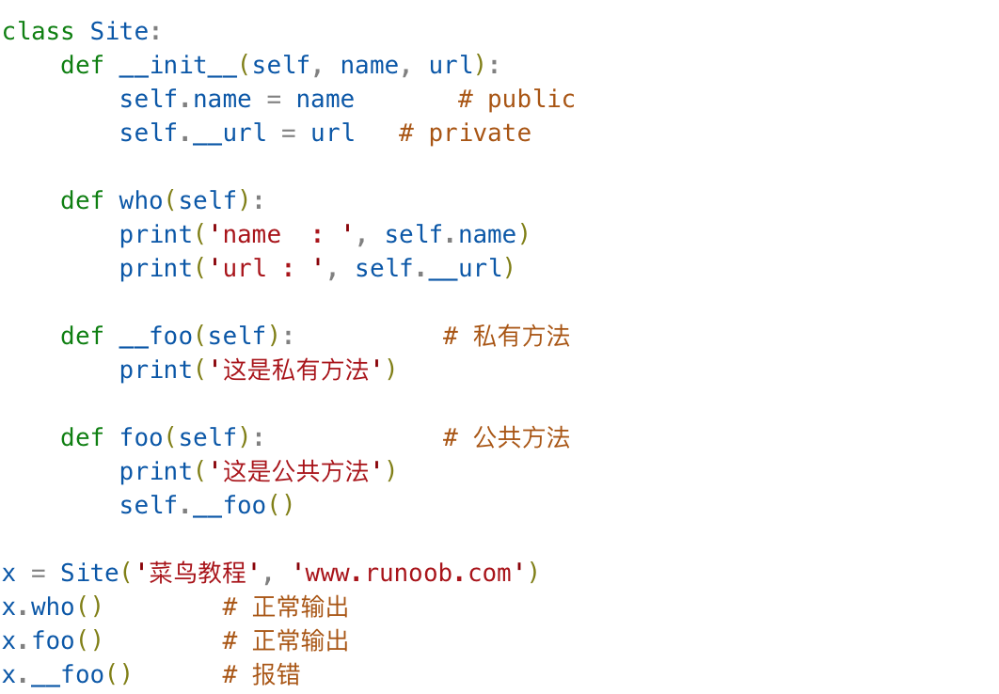 class Site:
    def __init__(self, name, url):
        self.name = name       # public
        self.__url = url   # private

    def who(self):
        print('name  : ', self.name)
        print('url : ', self.__url)

    def __foo(self):          # 私有方法
        print('这是私有方法')

    def foo(self):            # 公共方法
        print('这是公共方法')
        self.__foo()

x = Site('菜鸟教程', 'www.runoob.com')
x.who()        # 正常输出
x.foo()        # 正常输出
x.__foo()      # 报错